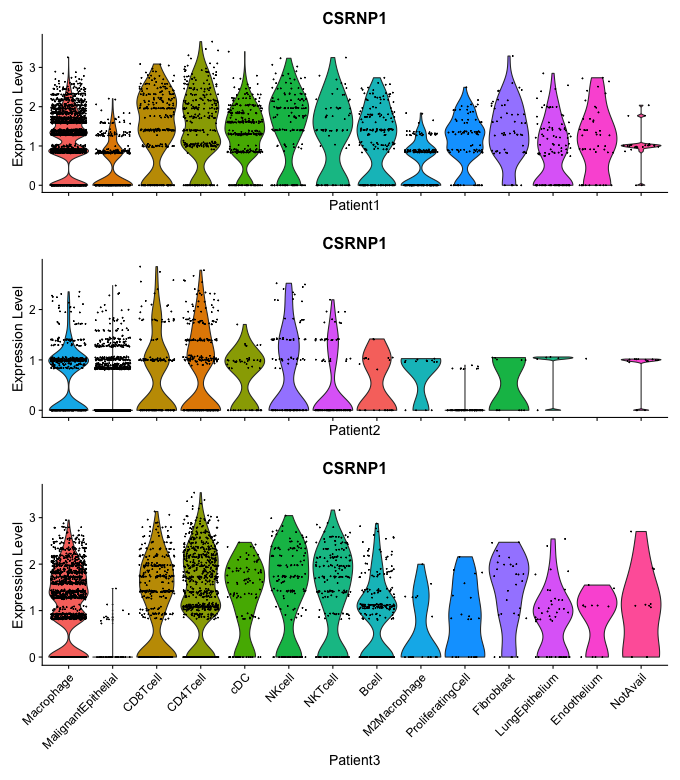 CSRNP1
Expression Level
3
2
1
0
Patient1
CSRNP1
Expression Level
2
1
0
Patient2
CSRNP1
Expression Level
3
2
1
0
Macrophage
MalignantEpithelial
CD8Tcell
CD4Tcell
cDC
NKcell
NKTcell
Bcell
M2Macrophage
ProliferatingCell
Fibroblast
LungEpithelium
Endothelium
NotAvail
Patient3